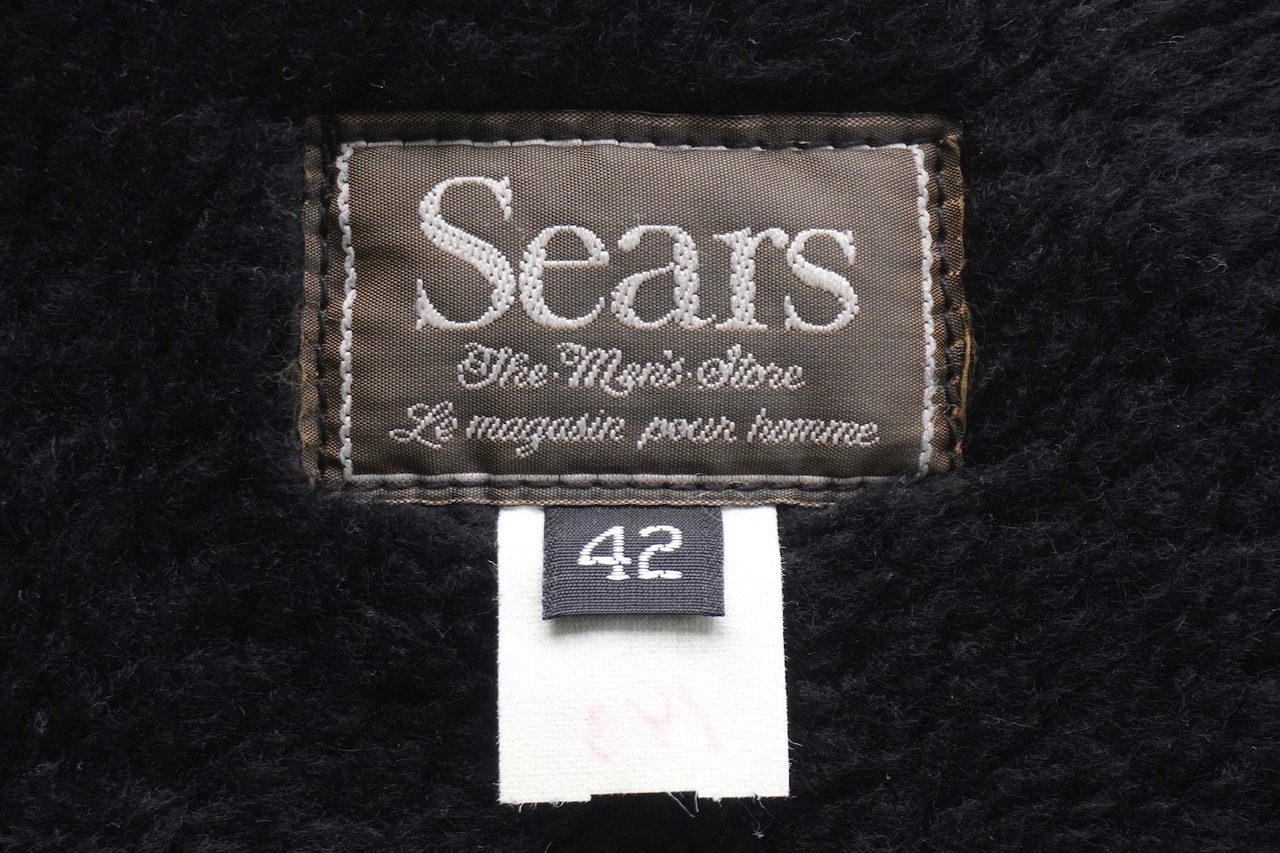 Sears
The·Men's·Store
Le magasin pour homme
42